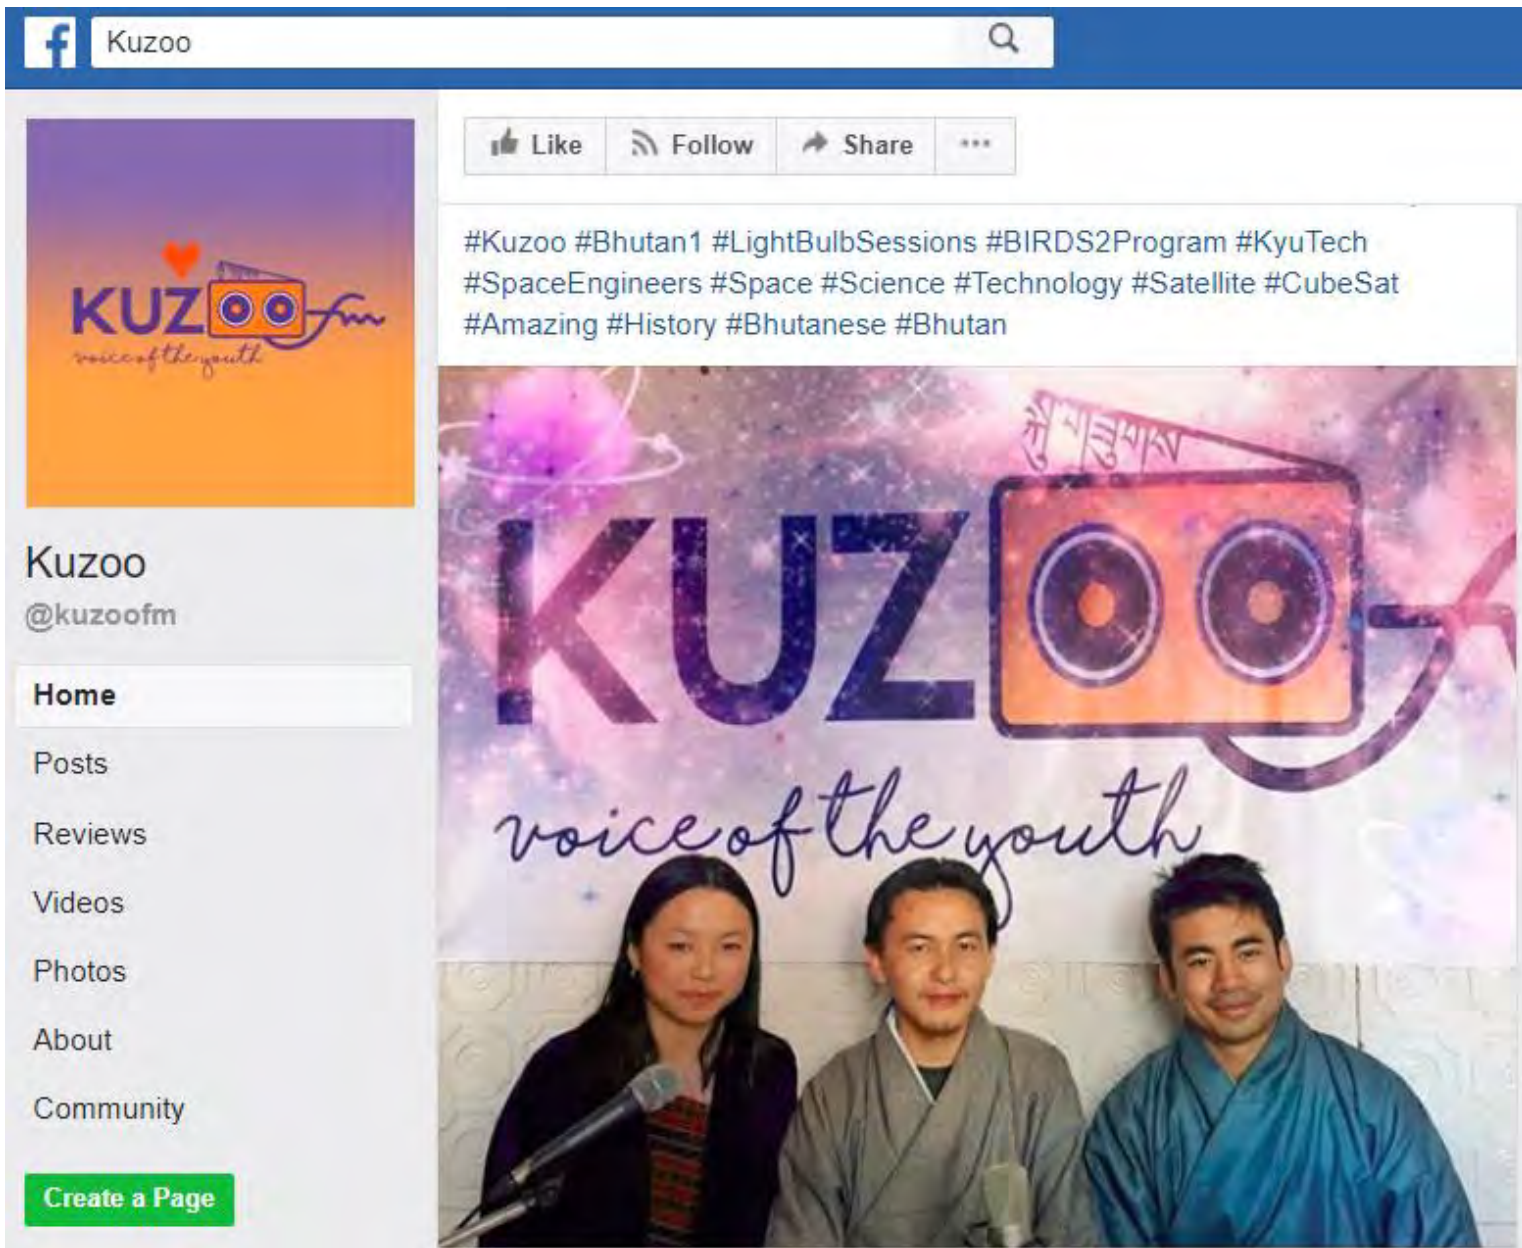 Kuzoo
KUZOO fm
voice of the youth
Kuzoo
@kuzoofm
Home
Posts
Reviews
Videos
Photos
About
Community
Create a Page
Like Follow Share ...
#Kuzoo #Bhutan1 #LightBulbSessions #BIRDS2Program #KyuTech
#SpaceEngineers #Space #Science #Technology #Satellite #CubeSat
#Amazing #History #Bhutanese #Bhutan
KUZOO
voice of the youth